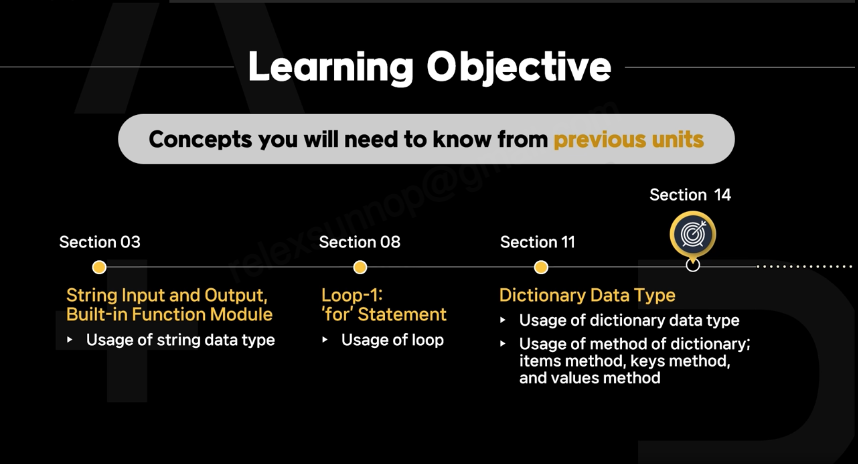 Learning Objective
Concepts you will need to know from previous units
Section 14
Section 03
Section 08
Section 11
String Input and Output,
Built-in Function Module
▸ Usage of string data type
Loop-1:
'for' Statement
▸ Usage of loop
Dictionary Data Type
▸ Usage of dictionary data type
▸ Usage of method of dictionary;
items method, keys method,
and values method